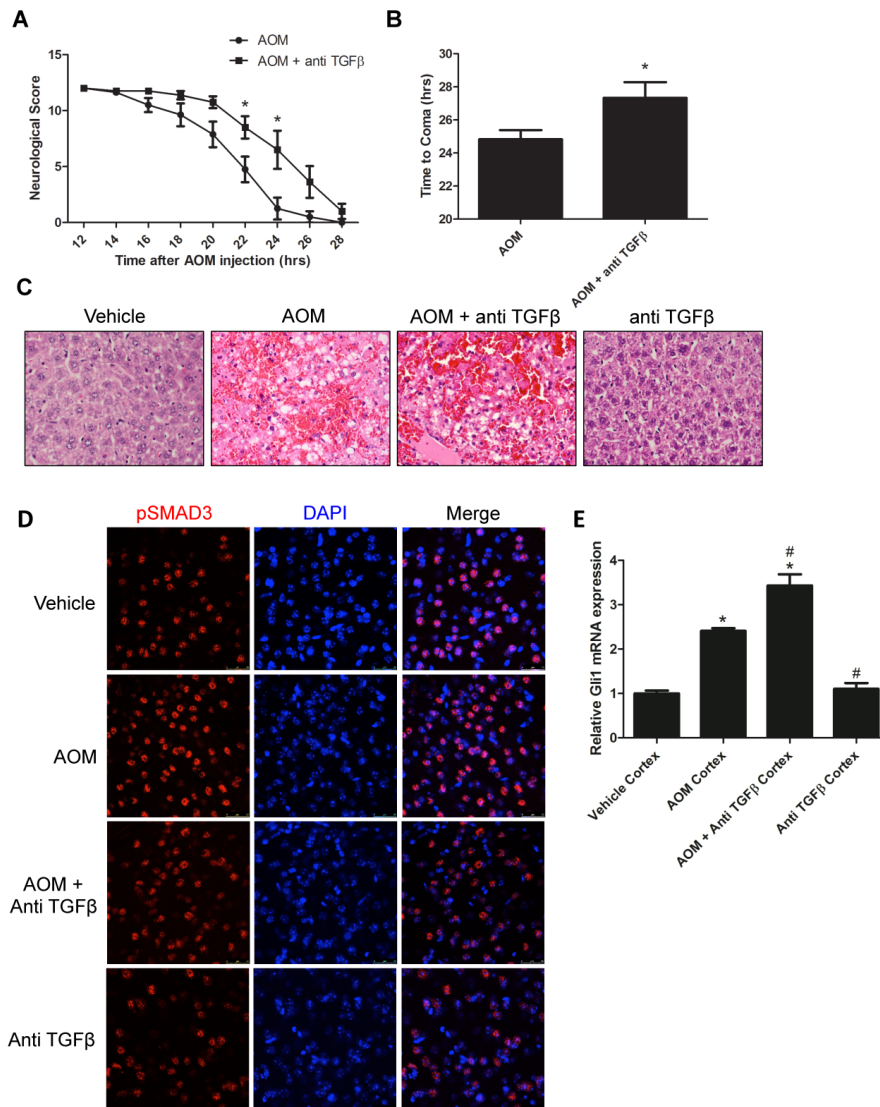 A
AOM
AOM + anti TGFβ
15
10
5
0
Neurological Score
12 14 16 18 20 22 24 26 28
* *
Time after AOM injection (hrs)
B
30
28
26
24
22
20
Time to Coma (hrs)
*
AOM
AOM + anti TGFβ
C
Vehicle AOM AOM + anti TGFβ anti TGFβ
D
pSMAD3 DAPI Merge
Vehicle
AOM
AOM +
Anti TGFβ
Anti TGFβ
E
4
3
2
1
0
Relative Gli1 mRNA expression
*
#
*
#
Vehicle Cortex
AOM Cortex
AOM + Anti TGFβ Cortex
Anti TGFβ Cortex